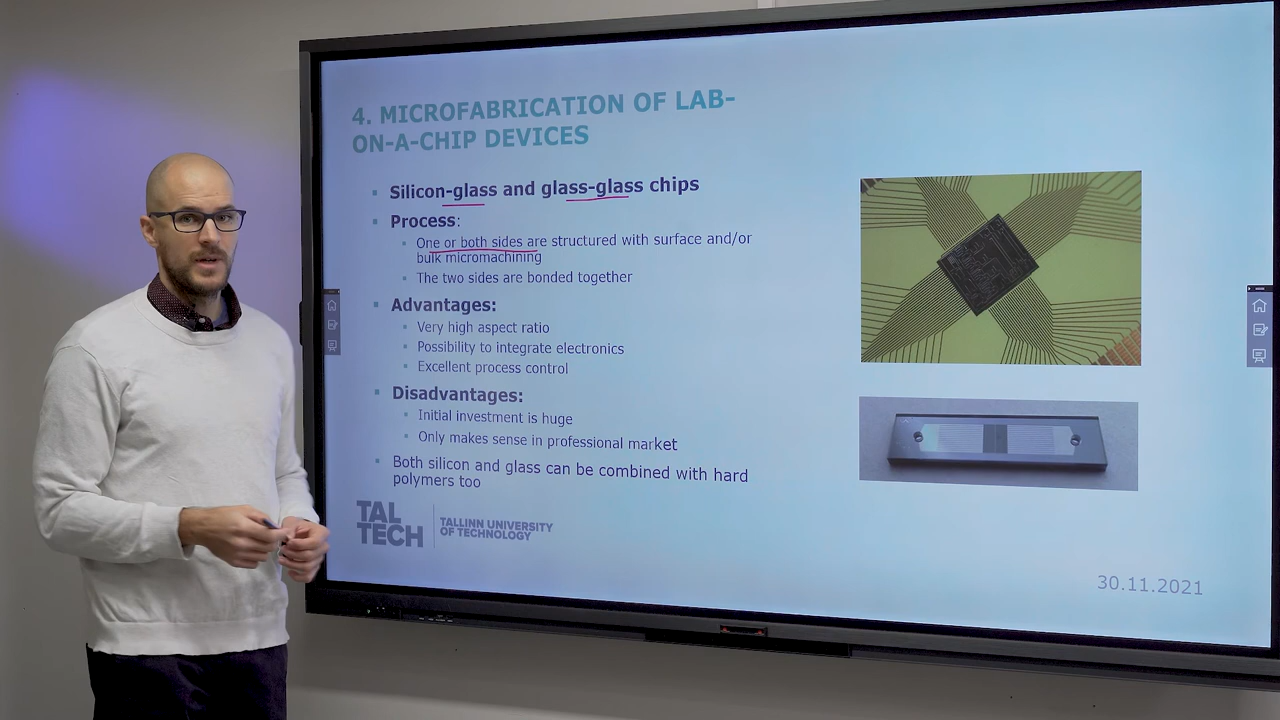 4. MICROFABRICATION OF LAB-
ON-A-CHIP DEVICES
Silicon-glass and glass-glass chips
Process:
One or both sides are structured with surface and/or
bulk micromachining
The two sides are bonded together
Advantages:
Very high aspect ratio
Possibility to integrate electronics
Excellent process control
Disadvantages:
Initial investment is huge
Only makes sense in professional market
Both silicon and glass can be combined with hard
polymers too
TAL
TECH
TALLINN UNIVERSITY
OF TECHNOLOGY
30.11.2021